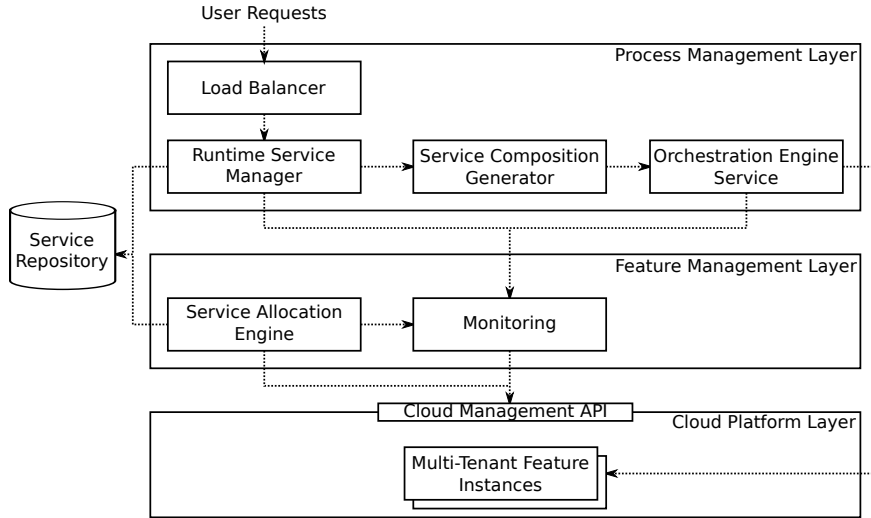 User Requests
Process Management Layer
Load Balancer
Runtime Service
Manager
Service Composition
Generator
Orchestration Engine
Service
Service
Repository
Feature Management Layer
Service Allocation
Engine
Monitoring
Cloud Management API
Cloud Platform Layer
Multi-Tenant Feature
Instances